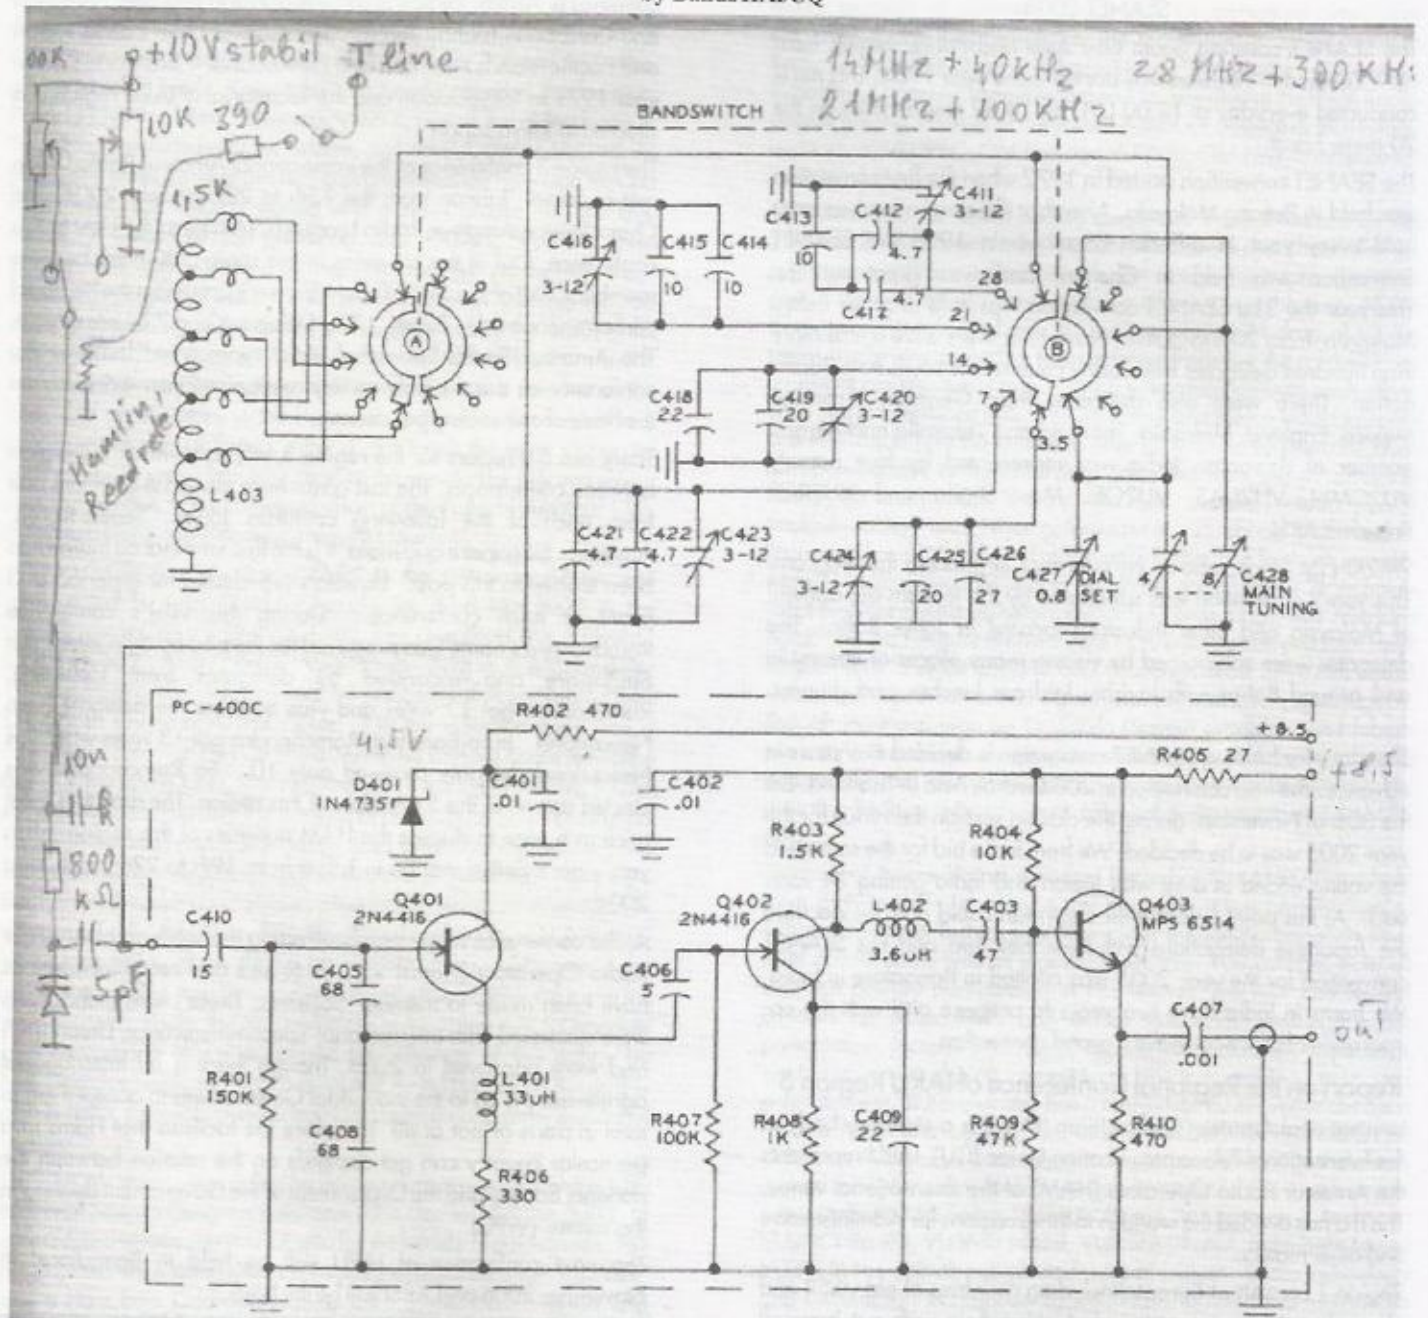 +10V stabil T line
14MHz + 40kHz 28 MHz + 300 KH
21MHz + 100KHz
BANDSWITCH
10K 390
1,5K
A
C416
3-12
C415
10
C414
10
C413
10
C412
4.7
C411
3-12
C417
4.7
28
21
14
7
3.5
B
Hamlin,
L403
C418
22
C419
20
C420
3-12
C421
4.7
C422
4.7
C423
3-12
C424
3-12
C425
20
C426
27
C427
0.8
DIAL
SET
4
8
C428
MAIN
TUNING
PC-400C
R402 470
+8.5
4,5V
R405 27
+8,5
10n
D401
1N4735
C401
.01
C402
.01
R403
1.5K
R404
10K
800
kΩ
Q401
2N4416
Q402
2N4416
L402
3.6uH
C403
47
Q403
MPS 6514
C410
15
5pF
C405
68
C406
5
C407
.001
out
R401
150K
L401
33uH
C408
68
R406
330
R407
100K
R408
1K
C409
22
R409
47K
R410
470